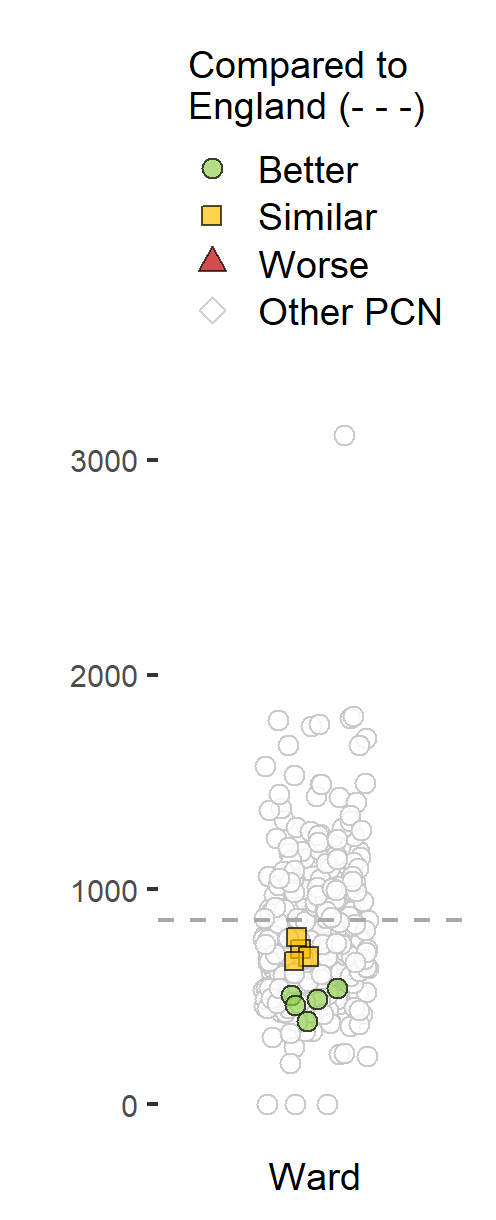 Compared to
England (- - -)
Better
Similar
Worse
Other PCN
3000
2000
1000
0
Ward